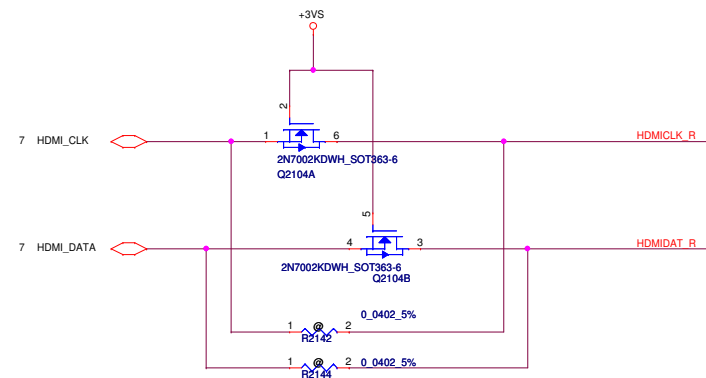 +3VS
2
7 HDMI_CLK
1
6
HDMICLK_R
2N7002KDWH_SOT363-6
Q2104A
5
7 HDMI_DATA
4
3
HDMIDAT_R
2N7002KDWH_SOT363-6
Q2104B
0_0402_5%
1 @ 2
R2142
1 @ 2 0_0402_5%
R2144